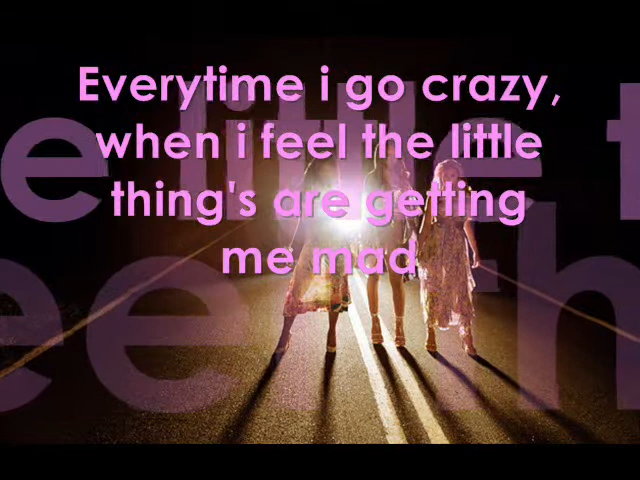 Everytime i go crazy,
when i feel the little
thing's are getting
me mad